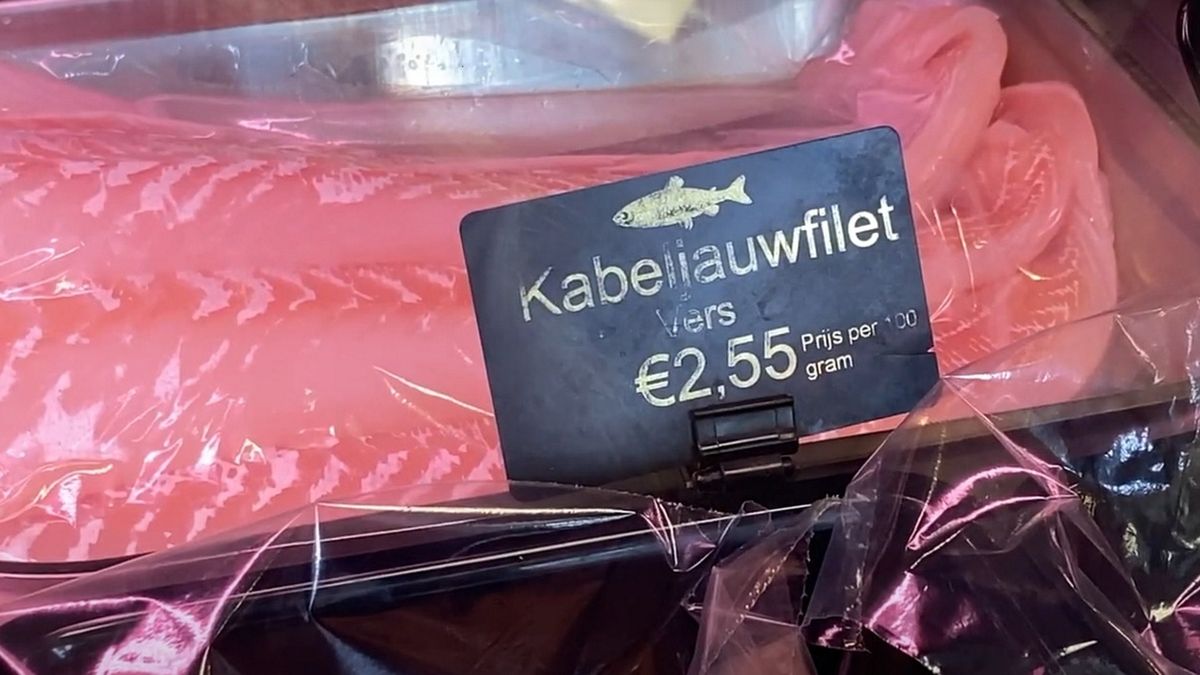 Kabeljauwfilet
Vers
€2,55 Prijs per 100
gram